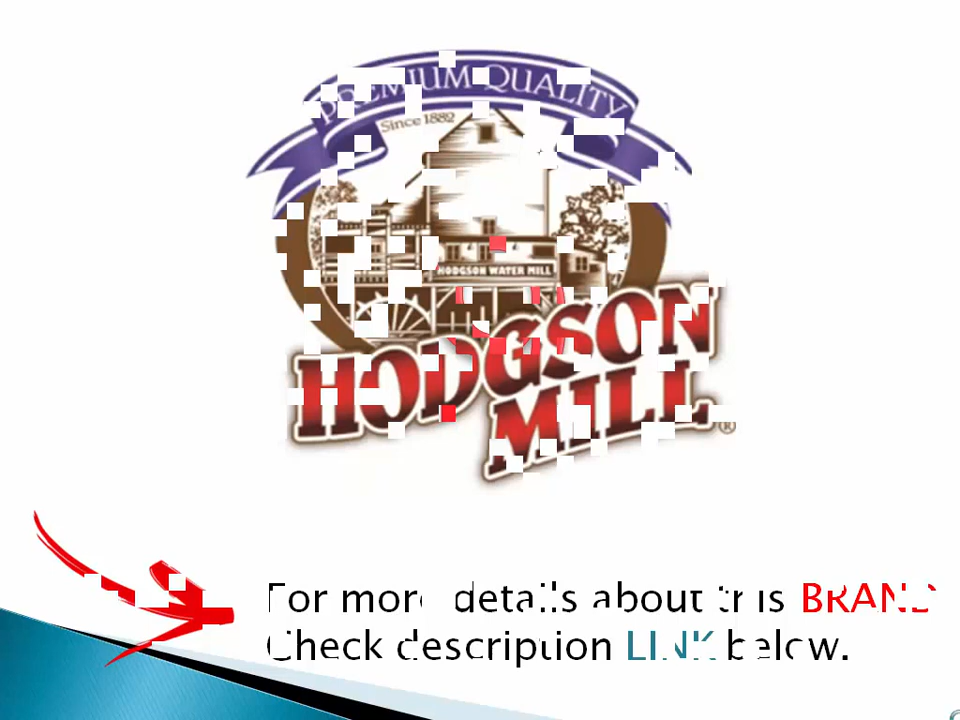 PREMIUM QUALITY
Since 1882
HODGSON WATER MILL
HODGSON
MILL®
For more details about this BRAND
Check description LINK below.